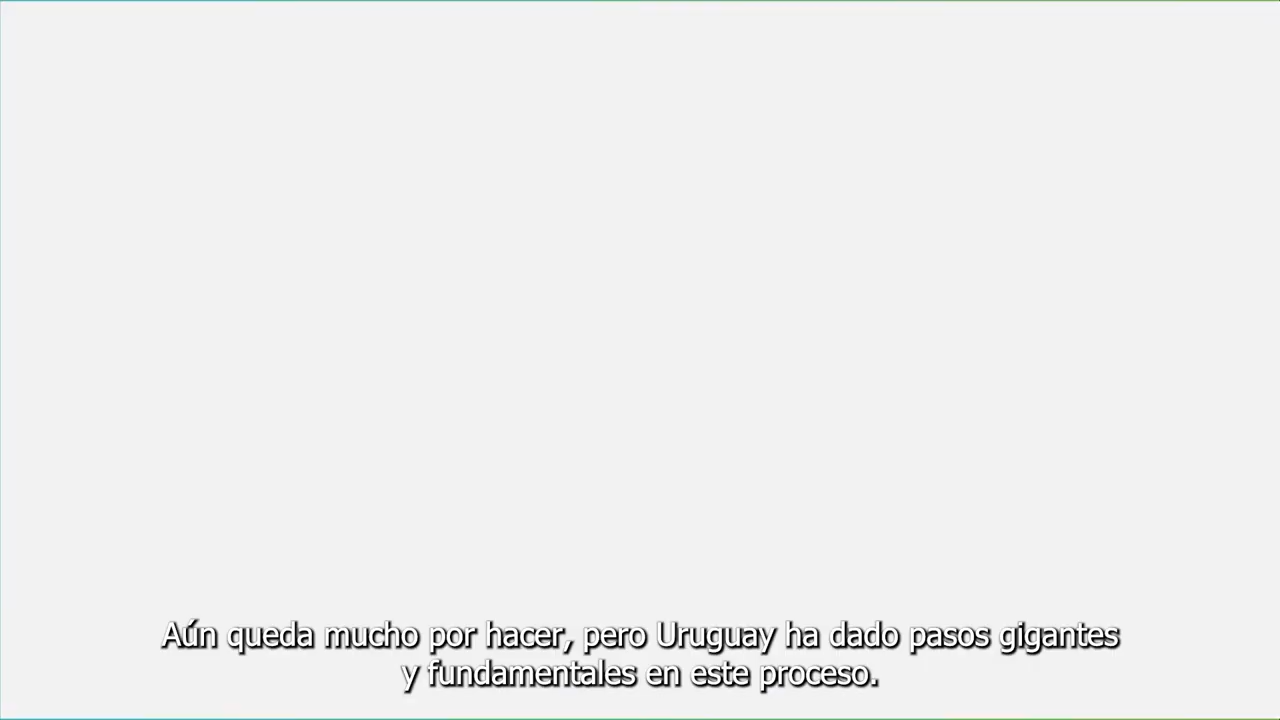 Aún queda mucho por hacer, pero Uruguay ha dado pasos gigantes
y fundamentales en este proceso.